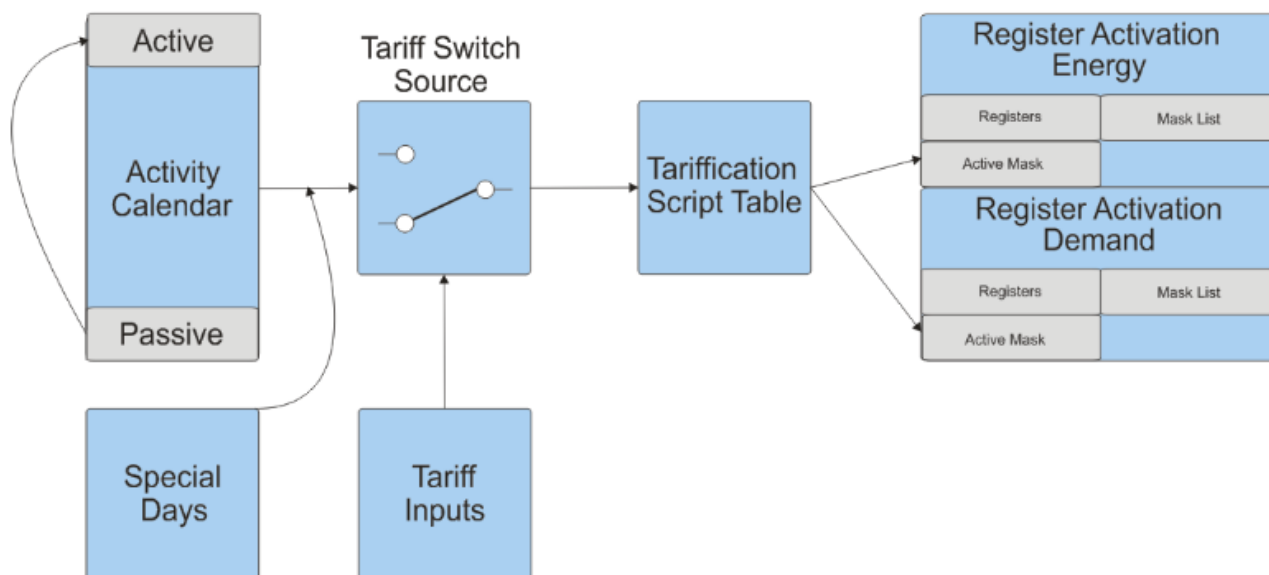 Active
Activity
Calendar
Passive
Special
Days
Tariff Switch
Source
Tariff
Inputs
Tariffication
Script Table
Register Activation
Energy
Registers
Mask List
Active Mask
Register Activation
Demand
Registers
Mask List
Active Mask